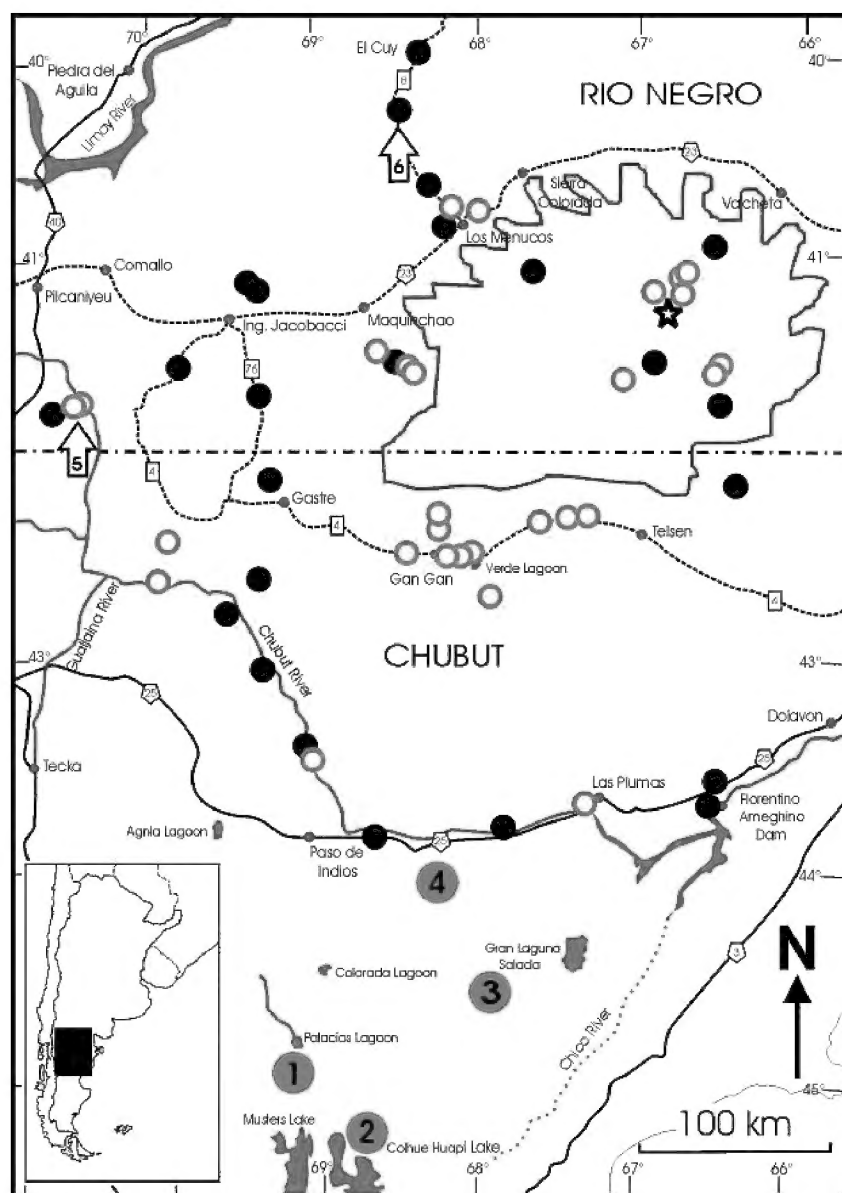 70°
69°
68°
67°
66°
40°
40°
El Cuy
Piedra del
Aguila
8
RIO NEGRO
Limay River
6
23
Sierra
Colorada
Valcheta
40
Los Menucos
41°
41°
Comallo
23
Pilcaniyeu
Ing. Jacobacci
Maquinchao
76
5
4
Gastre
4
Telsen
Gan Gan
Verde Lagoon
4
Gualjaina River
Chubut River
43°
43°
CHUBUT
25
Dolavon
25
Tecka
Las Plumas
Florentino
Ameghino
Dam
Agnia Lagoon
Paso de
Indios
25
4
44°
44°
3
N
Gran Laguna
Salada
Colorada Lagoon
3
Chico River
Palacios Lagoon
1
45°
Musters Lake
2
Colhue Huapi Lake
100 km
69°
68°
67°
66°